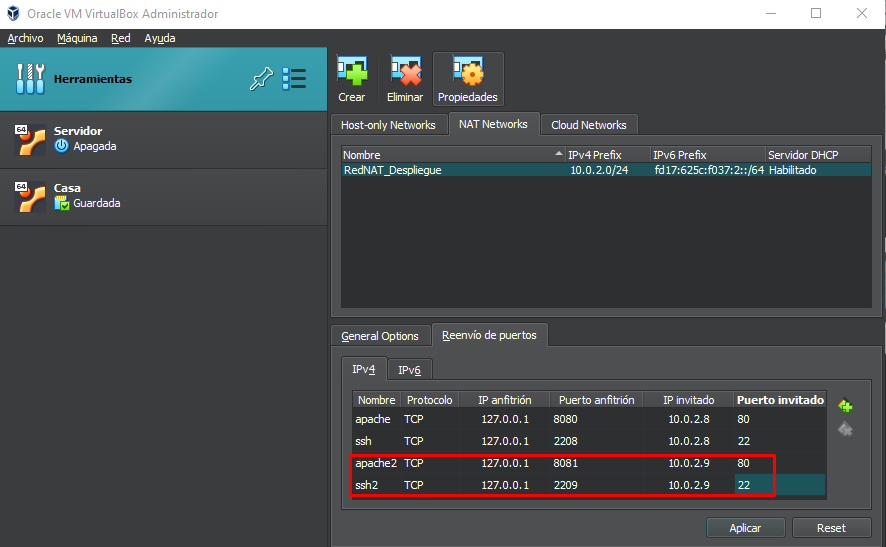 Oracle VM VirtualBox Administrador
Archivo Máquina Red Ayuda
Herramientas
64 Servidor
Apagada
64 Casa
Guardada
Crear Eliminar Propiedades
Host-only Networks NAT Networks Cloud Networks
Nombre IPv4 Prefix IPv6 Prefix Servidor DHCP
RedNAT_Despliegue 10.0.2.0/24 fd17:625c:f037:2::/64 Habilitado
General Options Reenvío de puertos
IPv4 IPv6
Nombre Protocolo IP anfitrión Puerto anfitrión IP invitado Puerto invitado
apache TCP 127.0.0.1 8080 10.0.2.8 80
ssh TCP 127.0.0.1 2208 10.0.2.8 22
apache2 TCP 127.0.0.1 8081 10.0.2.9 80
ssh2 TCP 127.0.0.1 2209 10.0.2.9 22
Aplicar Reset